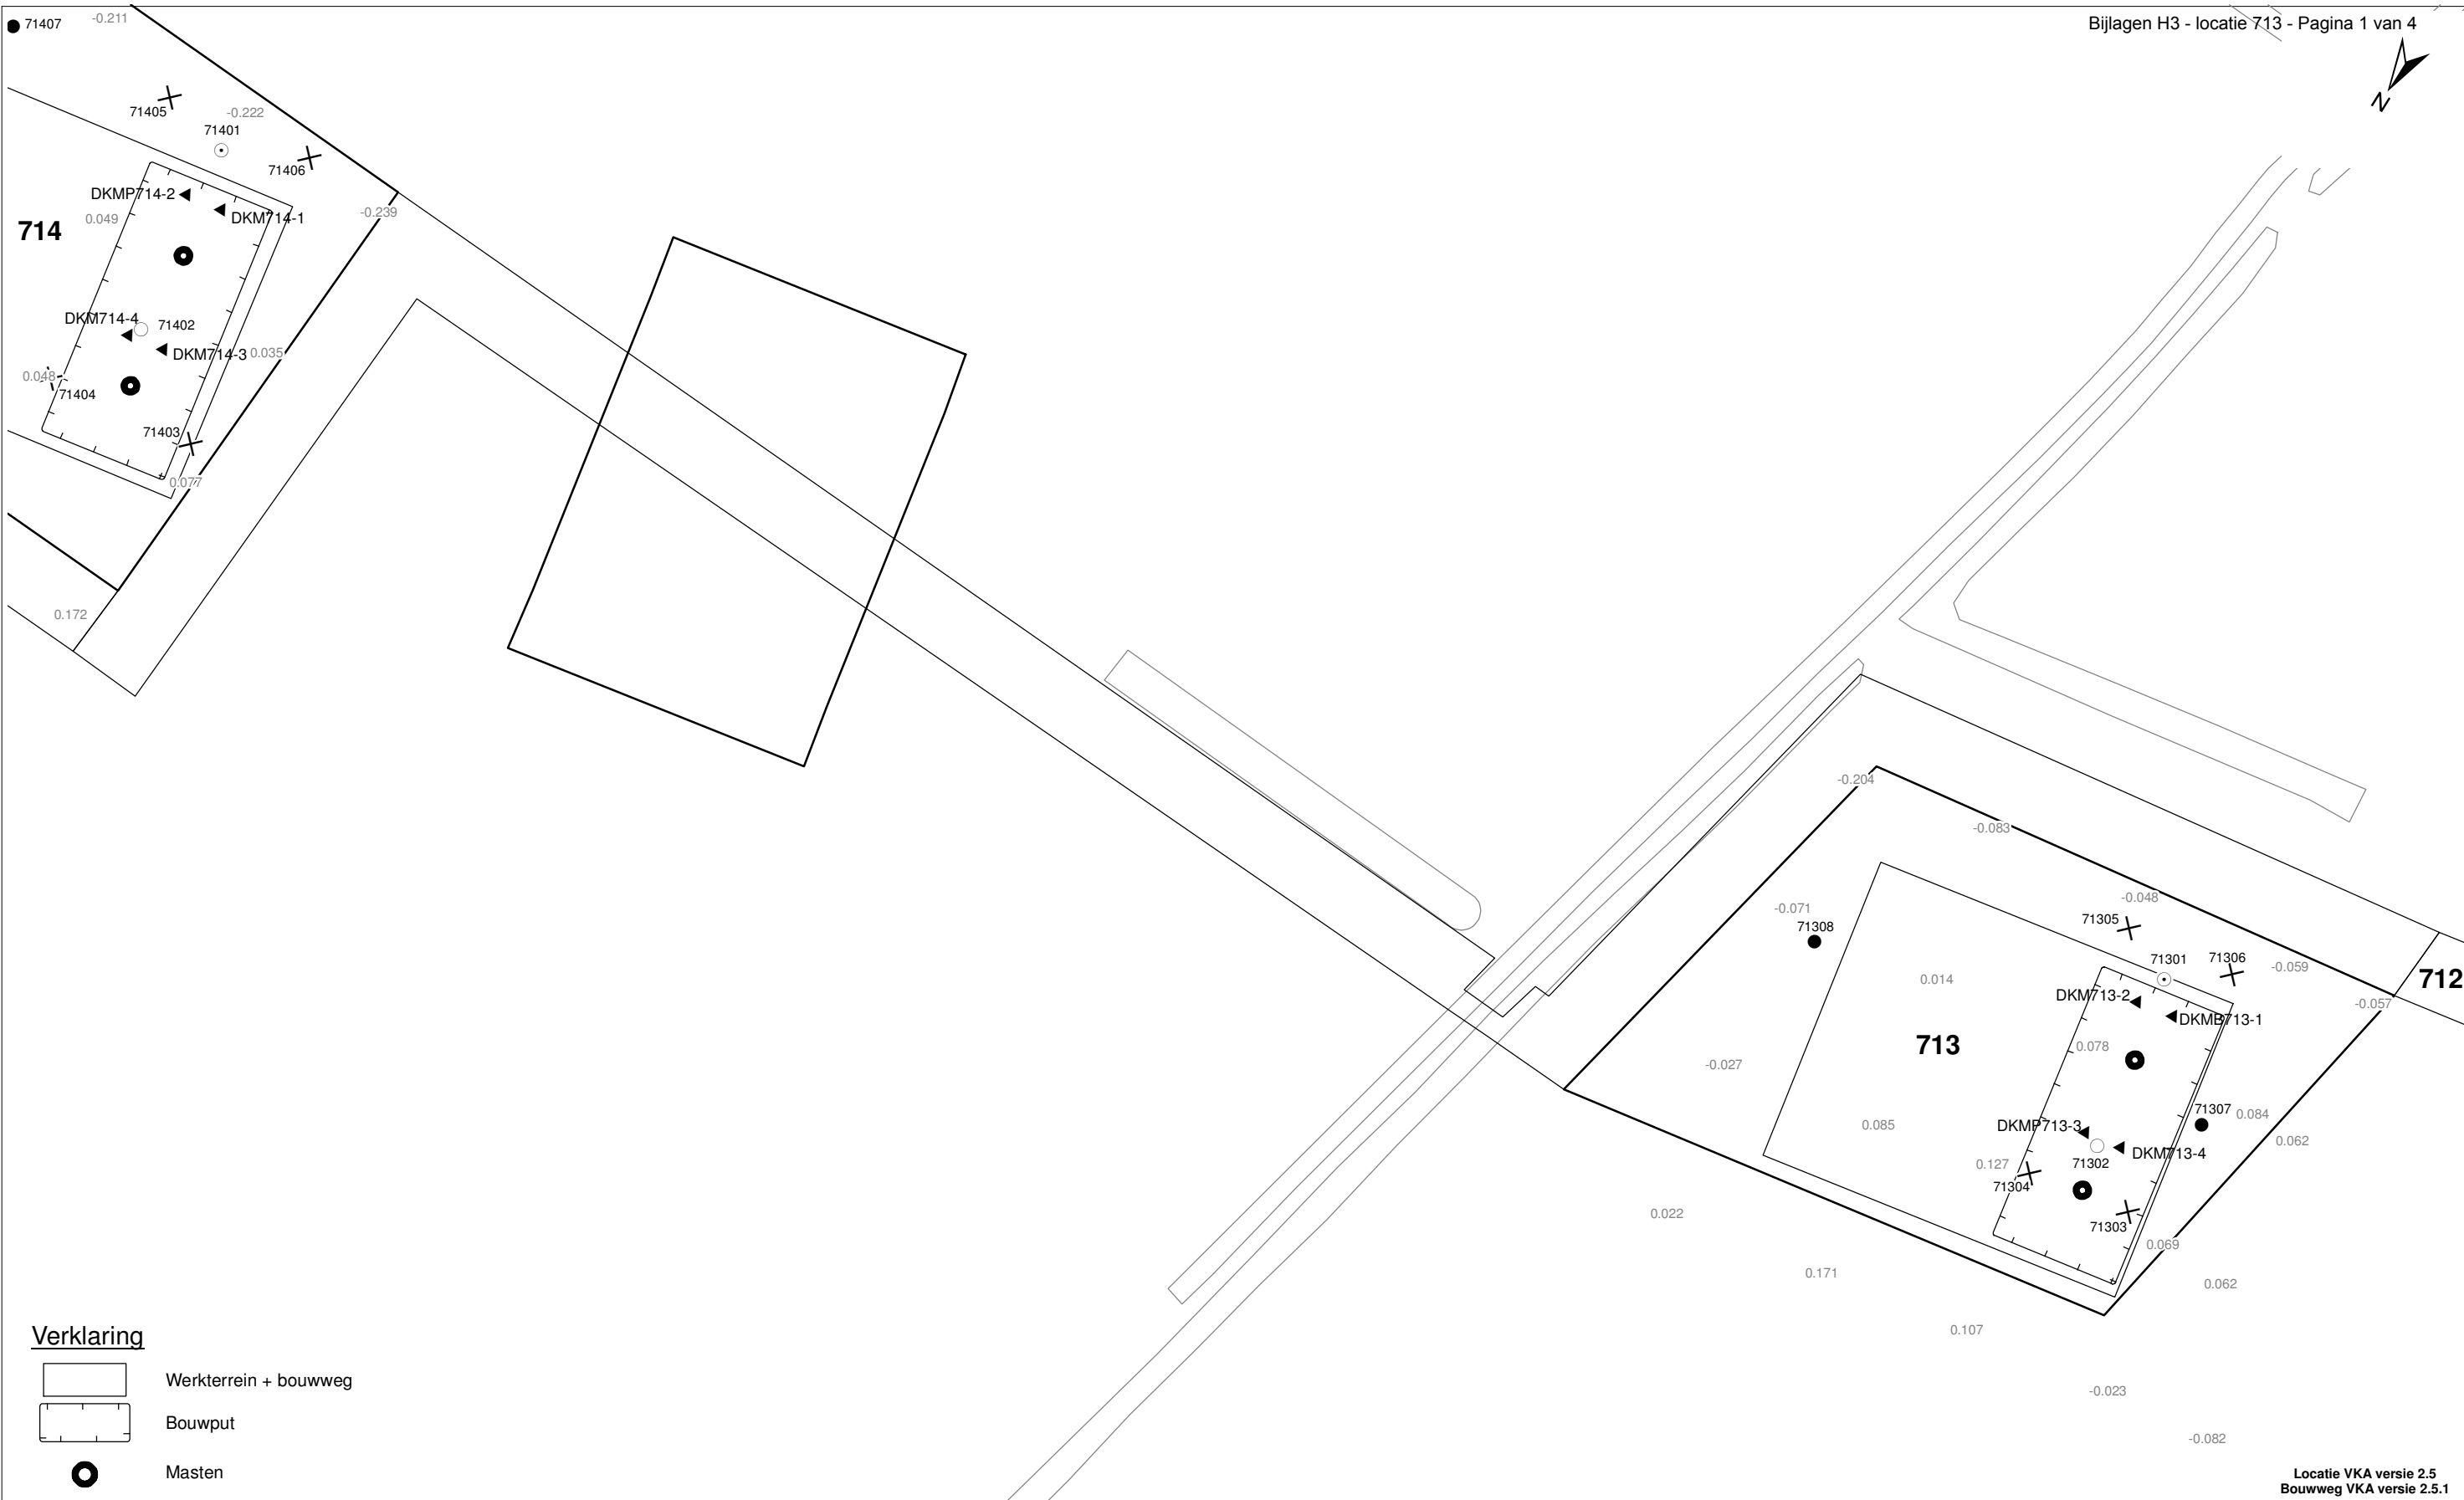 Bijlagen H3 - locatie 713 - Pagina 1 van 4
N
71407
-0.211
71405
-0.222
71401
71406
DKMP714-2
DKM714-1
-0.239
714
0.049
DKM714-4
71402
DKM714-3
0.035
0.048
71404
71403
0.077
0.172
-0.204
-0.083
-0.048
-0.071
71308
71305
71301
71306
-0.059
712
0.014
DKM713-2
-0.057
DKMB713-1
713
0.078
-0.027
71307
0.084
0.085
DKMP713-3
0.062
DKM713-4
0.127
71302
71304
0.022
71303
0.069
0.171
0.062
0.107
-0.023
-0.082
Verklaring
Werkterrein + bouwweg
Bouwput
Masten
Locatie VKA versie 2.5
Bouwweg VKA versie 2.5.1